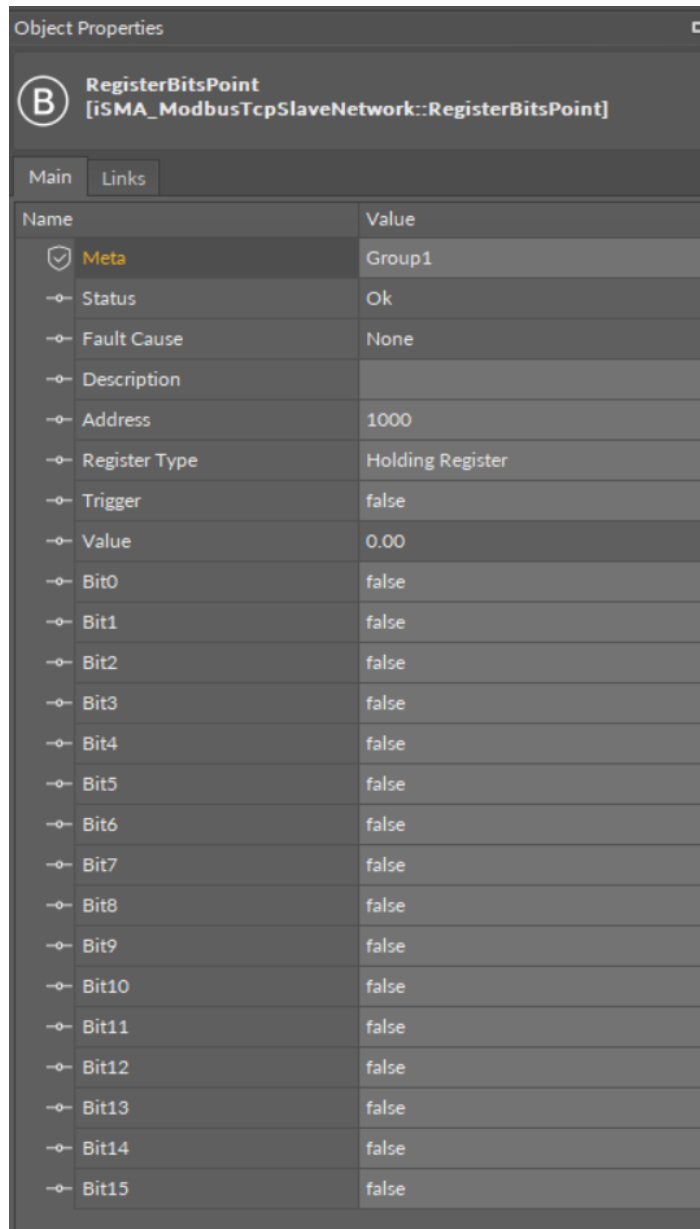 Object Properties
B
RegisterBitsPoint
[iSMA_ModbusTcpSlaveNetwork::RegisterBitsPoint]
Main Links
Name Value
Meta Group1
Status Ok
Fault Cause None
Description
Address 1000
Register Type Holding Register
Trigger false
Value 0.00
Bit0 false
Bit1 false
Bit2 false
Bit3 false
Bit4 false
Bit5 false
Bit6 false
Bit7 false
Bit8 false
Bit9 false
Bit10 false
Bit11 false
Bit12 false
Bit13 false
Bit14 false
Bit15 false